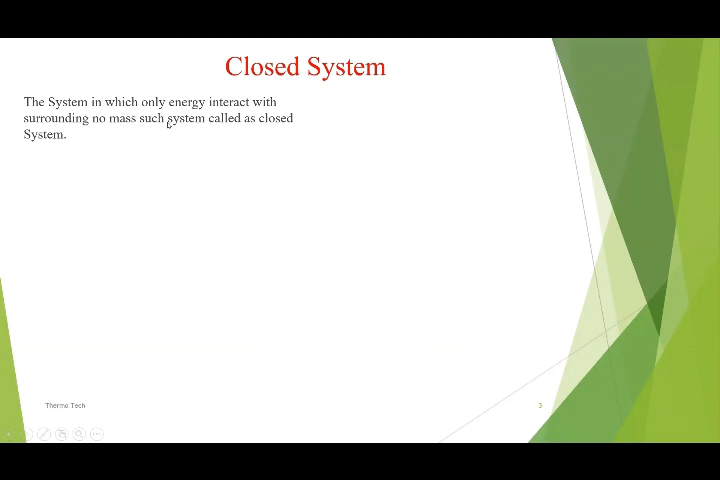 Closed System
The System in which only energy interact with
surrounding no mass such system called as closed
System.
Thermo Tech
3